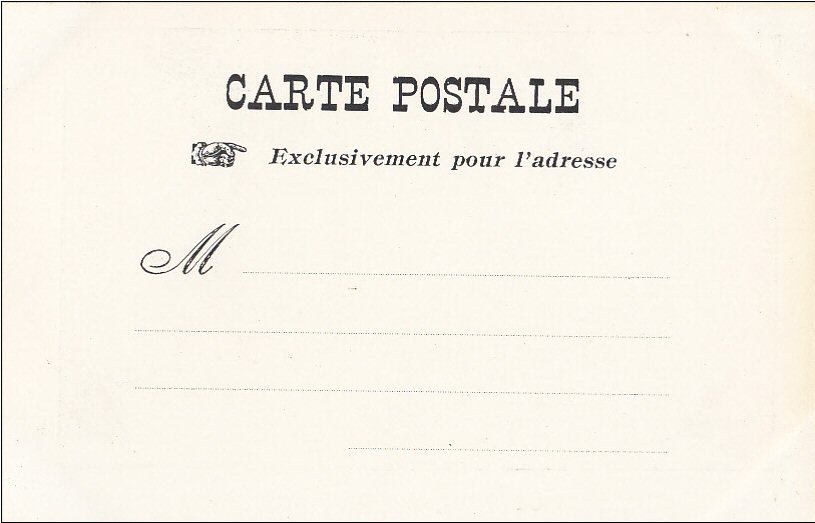 CARTE POSTALE
Exclusivement pour l'adresse
M